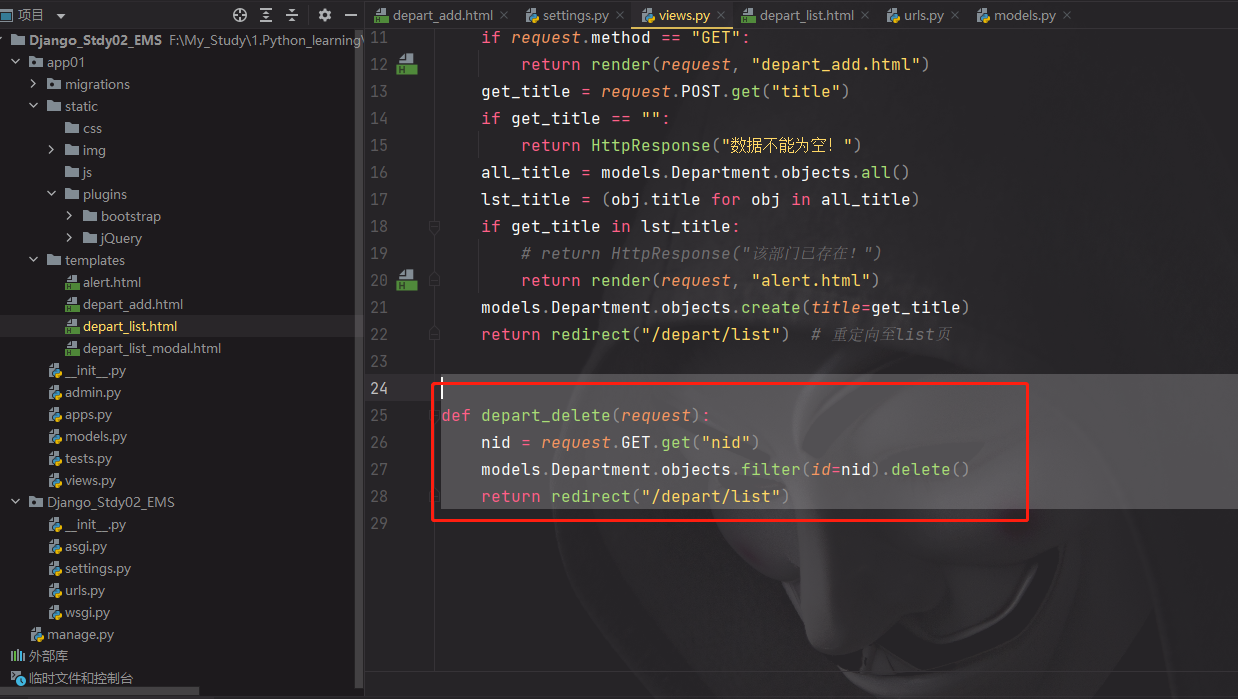 项目
depart_add.html
settings.py
views.py
depart_list.html
urls.py
models.py
Django_Stdy02_EMS F:\My_Study\1.Python_learning\
app01
migrations
static
css
img
js
plugins
bootstrap
jQuery
templates
alert.html
depart_add.html
depart_list.html
depart_list_modal.html
__init__.py
admin.py
apps.py
models.py
tests.py
views.py
Django_Stdy02_EMS
__init__.py
asgi.py
settings.py
urls.py
wsgi.py
manage.py
外部库
临时文件和控制台
11 if request.method == "GET":
12 return render(request, "depart_add.html")
13 get_title = request.POST.get("title")
14 if get_title == "":
15 return HttpResponse("数据不能为空！")
16 all_title = models.Department.objects.all()
17 lst_title = (obj.title for obj in all_title)
18 if get_title in lst_title:
19 # return HttpResponse("该部门已存在！")
20 return render(request, "alert.html")
21 models.Department.objects.create(title=get_title)
22 return redirect("/depart/list") # 重定向至list页
23
24
25 def depart_delete(request):
26 nid = request.GET.get("nid")
27 models.Department.objects.filter(id=nid).delete()
28 return redirect("/depart/list")
29